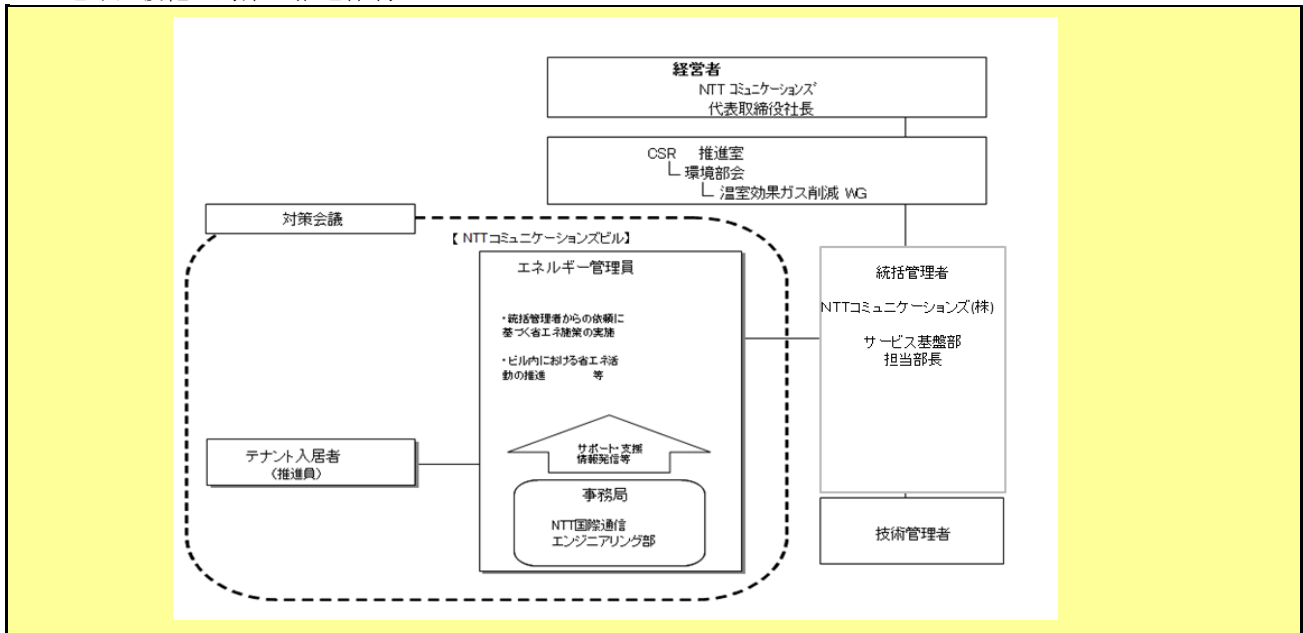 経営者
NTT コミュニケーションズ
代表取締役社長
CSR 推進室
環境部会
温室効果ガス削減 WG
対策会議
【 NTTコミュニケーションズビル】
エネルギー管理員
・統括管理者からの依頼に
基づく省エネ施策の実施
・ビル内における省エネ活
動の推進 等
統括管理者
NTTコミュニケーションズ(株)
サービス基盤部
担当部長
テナント入居者
（推進員）
サポート・支援
情報発信等
事務局
NTT国際通信
エンジニアリング部
技術管理者